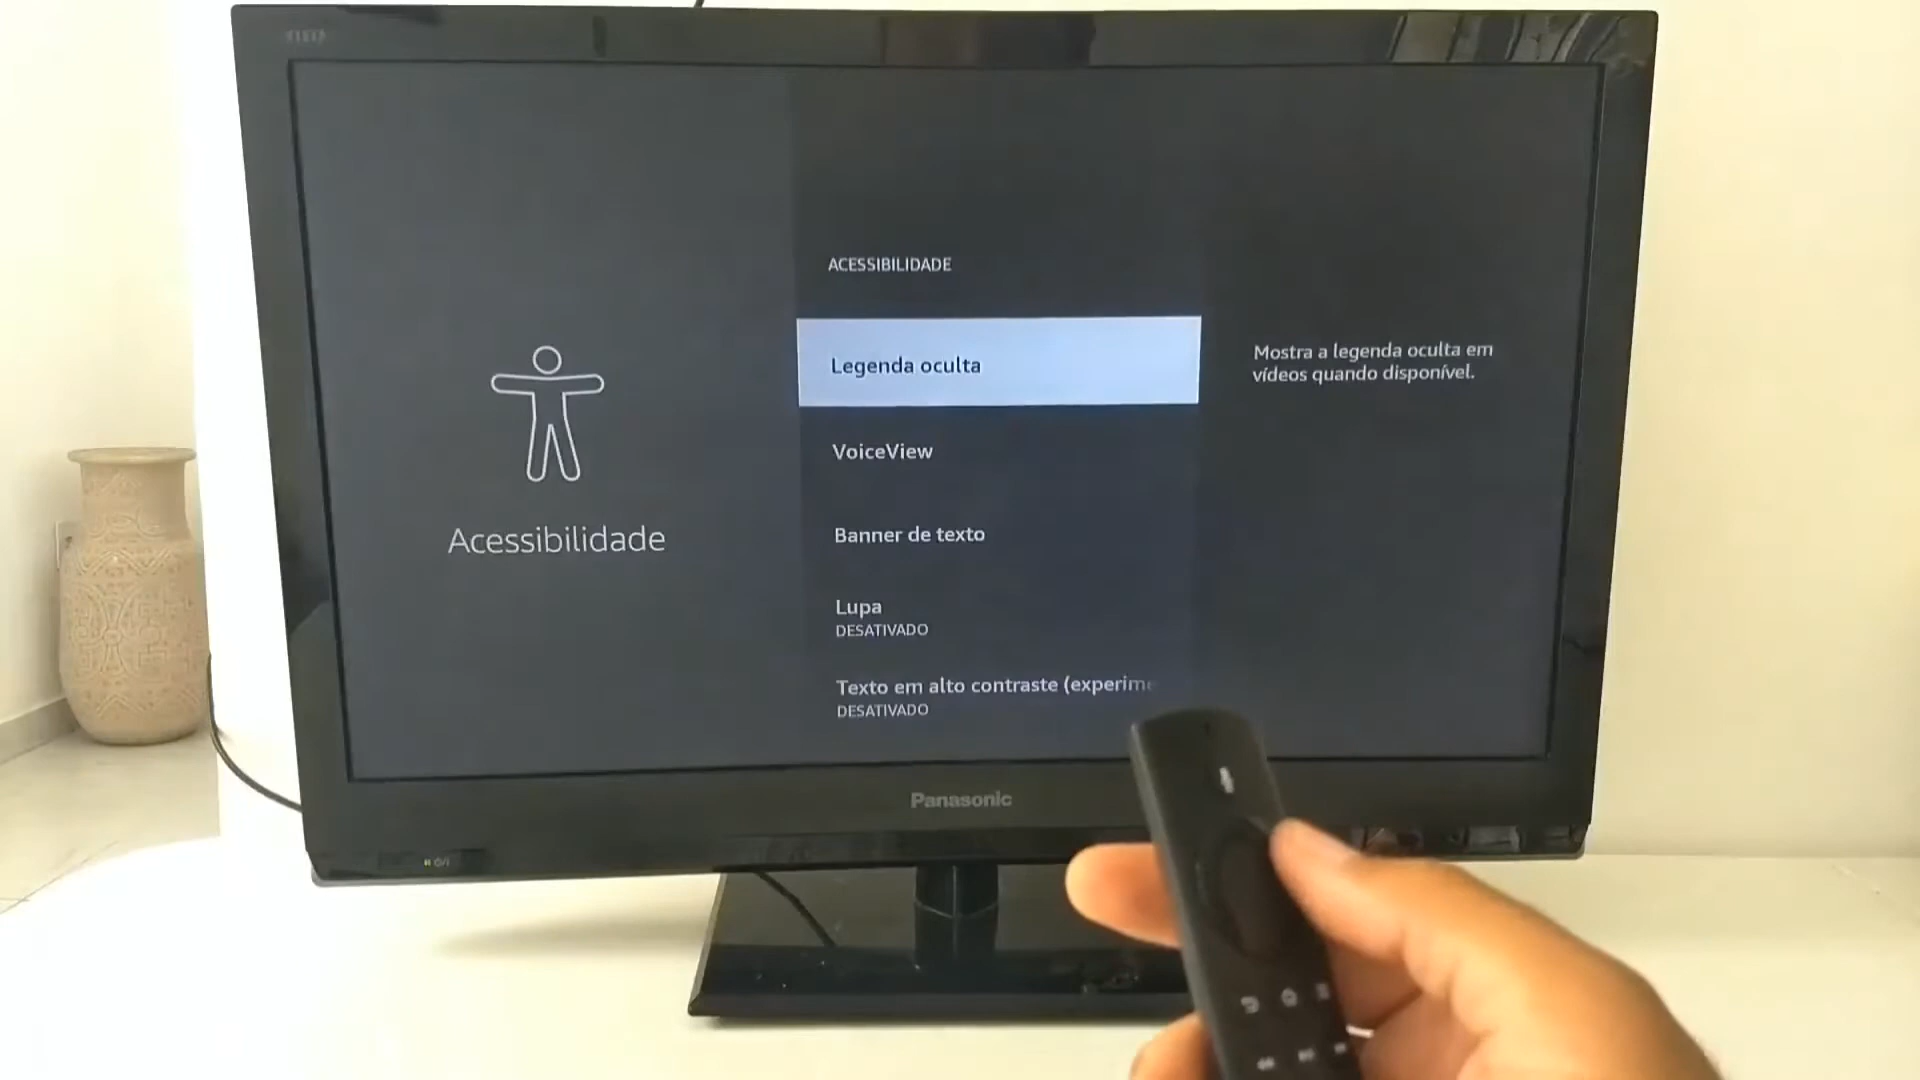 ACESSIBILIDADE
Legenda oculta
VoiceView
Banner de texto
Lupa
DESATIVADO
Texto em alto contraste (experime
DESATIVADO
Acessibilidade
Mostra a legenda oculta em
vídeos quando disponível.
Panasonic